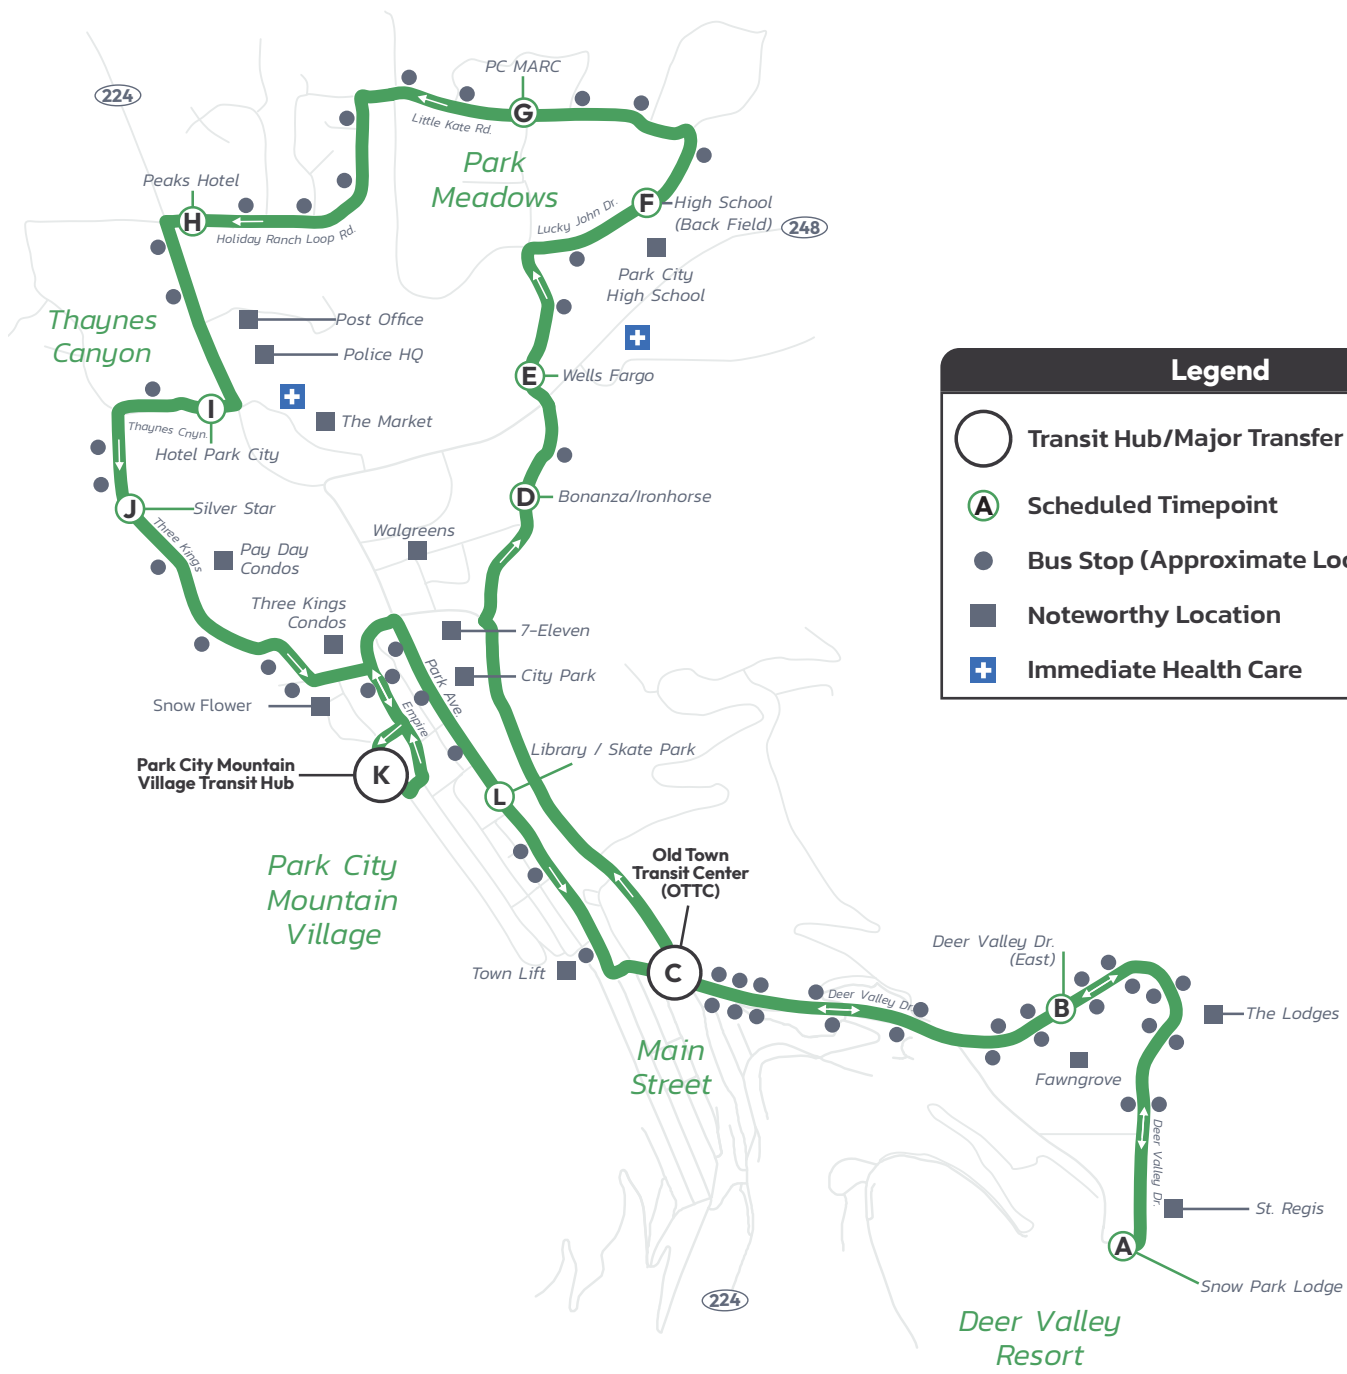 PC MARC
224
G
Little Kate Rd.
Park
Meadows
Peaks Hotel
H
Holiday Ranch Loop Rd.
F
High School
(Back Field)
248
Lucky John Dr.
Park City
High School
Thaynes
Canyon
Post Office
Police HQ
E
Wells Fargo
I
The Market
Thaynes Cnyn.
Hotel Park City
J
Silver Star
D
Bonanza/Ironhorse
Three Kings
Walgreens
Pay Day
Condos
Three Kings
Condos
7-Eleven
City Park
Park Ave.
Snow Flower
Empire
Library / Skate Park
Park City Mountain
Village Transit Hub
K
L
Park City
Mountain
Village
Old Town
Transit Center
(OTTC)
Town Lift
C
Deer Valley Dr.
Deer Valley Dr.
(East)
B
The Lodges
Fawngrove
Main
Street
Deer Valley Dr.
St. Regis
A
Snow Park Lodge
224
Deer Valley
Resort
Legend
Transit Hub/Major Transfer
A
Scheduled Timepoint
Bus Stop (Approximate Loc
Noteworthy Location
Immediate Health Care